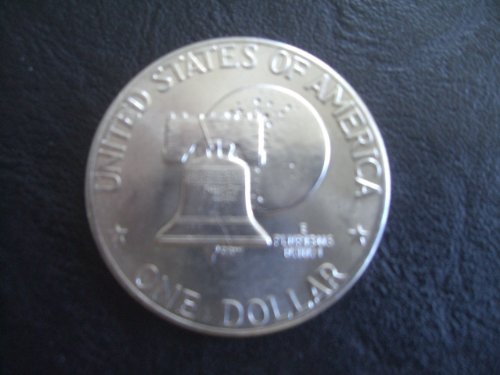 UNITED STATES OF AMERICA
E
PLURIBUS
UNUM
ONE DOLLAR